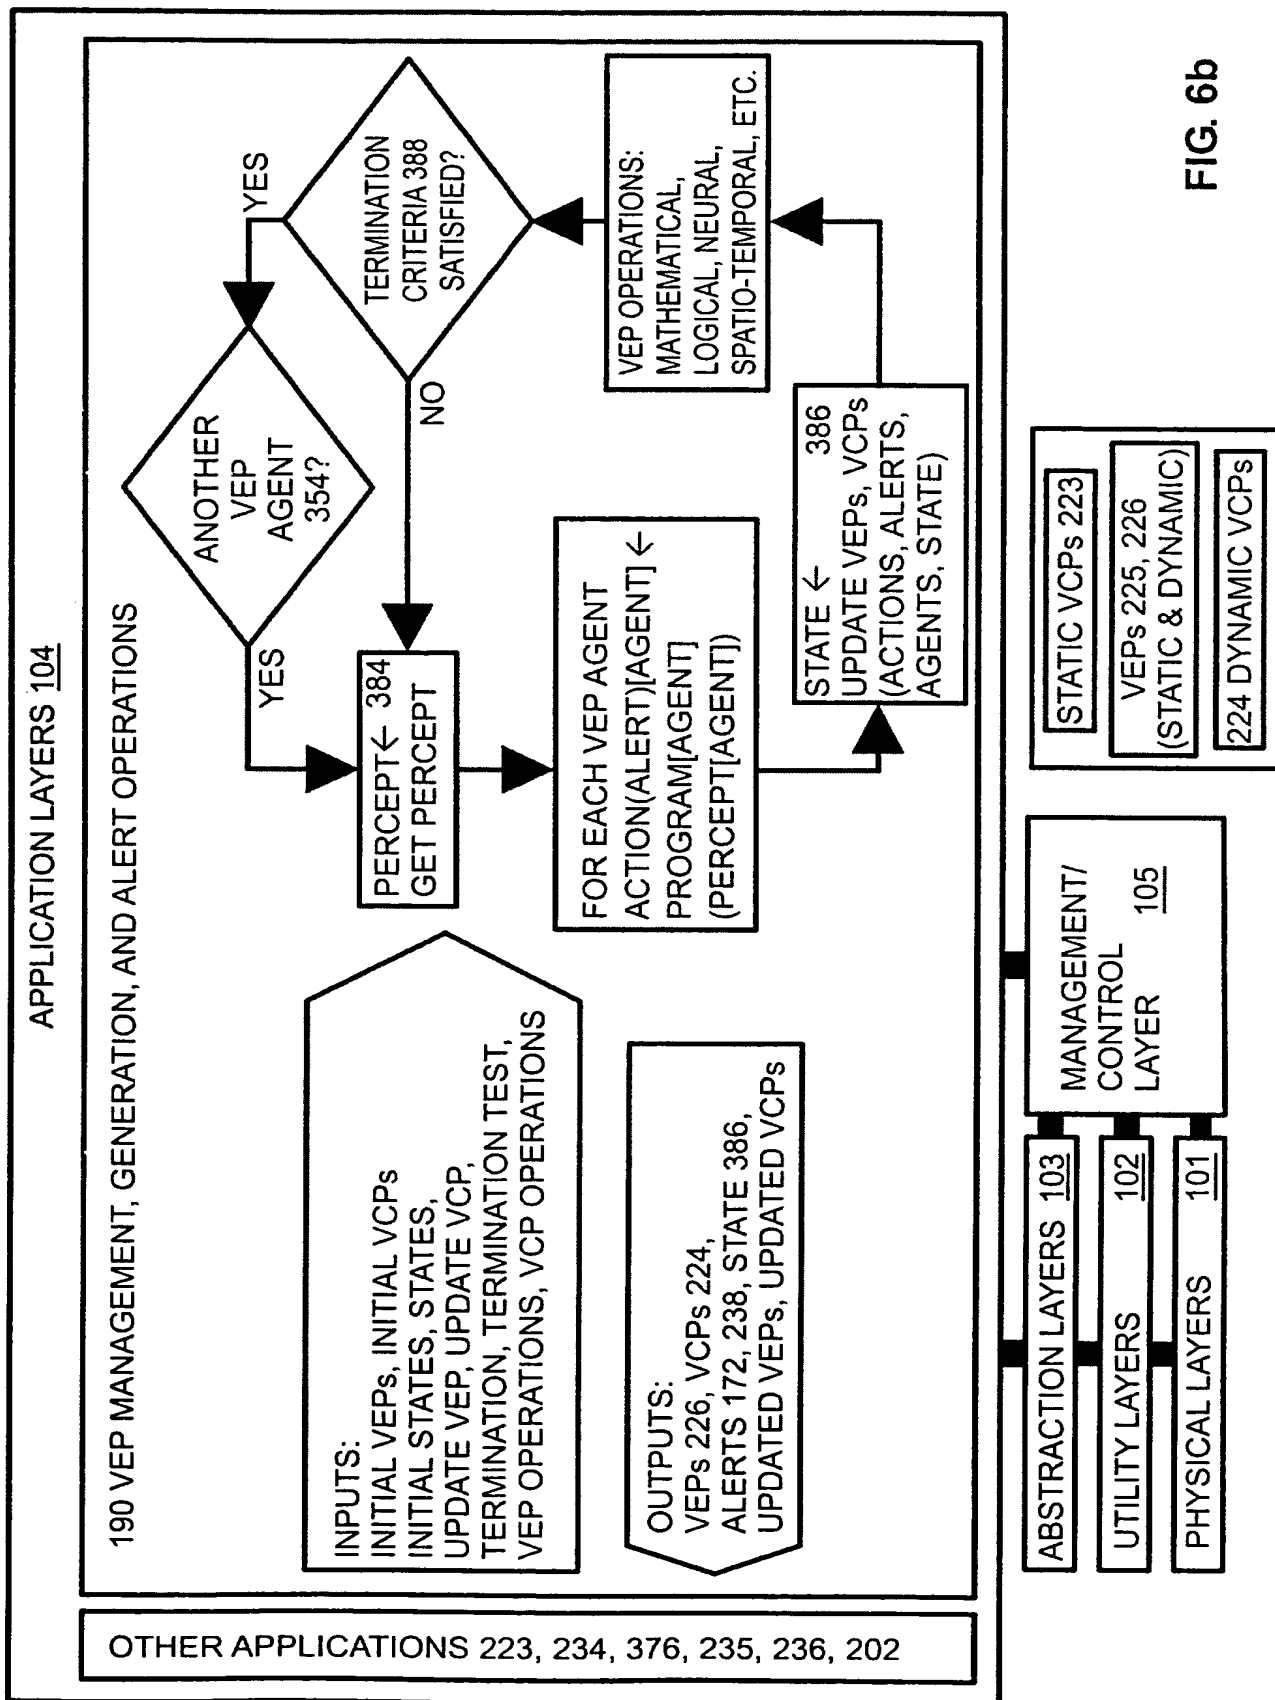 APPLICATION LAYERS 104
190 VEP MANAGEMENT, GENERATION, AND ALERT OPERATIONS
INPUTS:
INITIAL VEPs, INITIAL VCPs
INITIAL STATES, STATES,
UPDATE VEP, UPDATE VCP,
TERMINATION, TERMINATION TEST,
VEP OPERATIONS, VCP OPERATIONS
OUTPUTS:
VEPs 226, VCPs 224,
ALERTS 172, 238, STATE 386,
UPDATED VEPs, UPDATED VCPs
ANOTHER
VEP
AGENT
354?
YES
YES
TERMINATION
CRITERIA 388
SATISFIED?
NO
PERCEPT← 384
GET PERCEPT
FOR EACH VEP AGENT
ACTION(ALERT)[AGENT] ←
PROGRAM[AGENT]
(PERCEPT[AGENT])
STATE ← 386
UPDATE VEPs, VCPs
(ACTIONS, ALERTS,
AGENTS, STATE)
VEP OPERATIONS:
MATHEMATICAL,
LOGICAL, NEURAL,
SPATIO-TEMPORAL, ETC.
OTHER APPLICATIONS 223, 234, 376, 235, 236, 202
ABSTRACTION LAYERS 103
UTILITY LAYERS 102
PHYSICAL LAYERS 101
MANAGEMENT/
CONTROL
LAYER 105
STATIC VCPs 223
VEPs 225, 226
(STATIC & DYNAMIC)
224 DYNAMIC VCPs
FIG. 6b